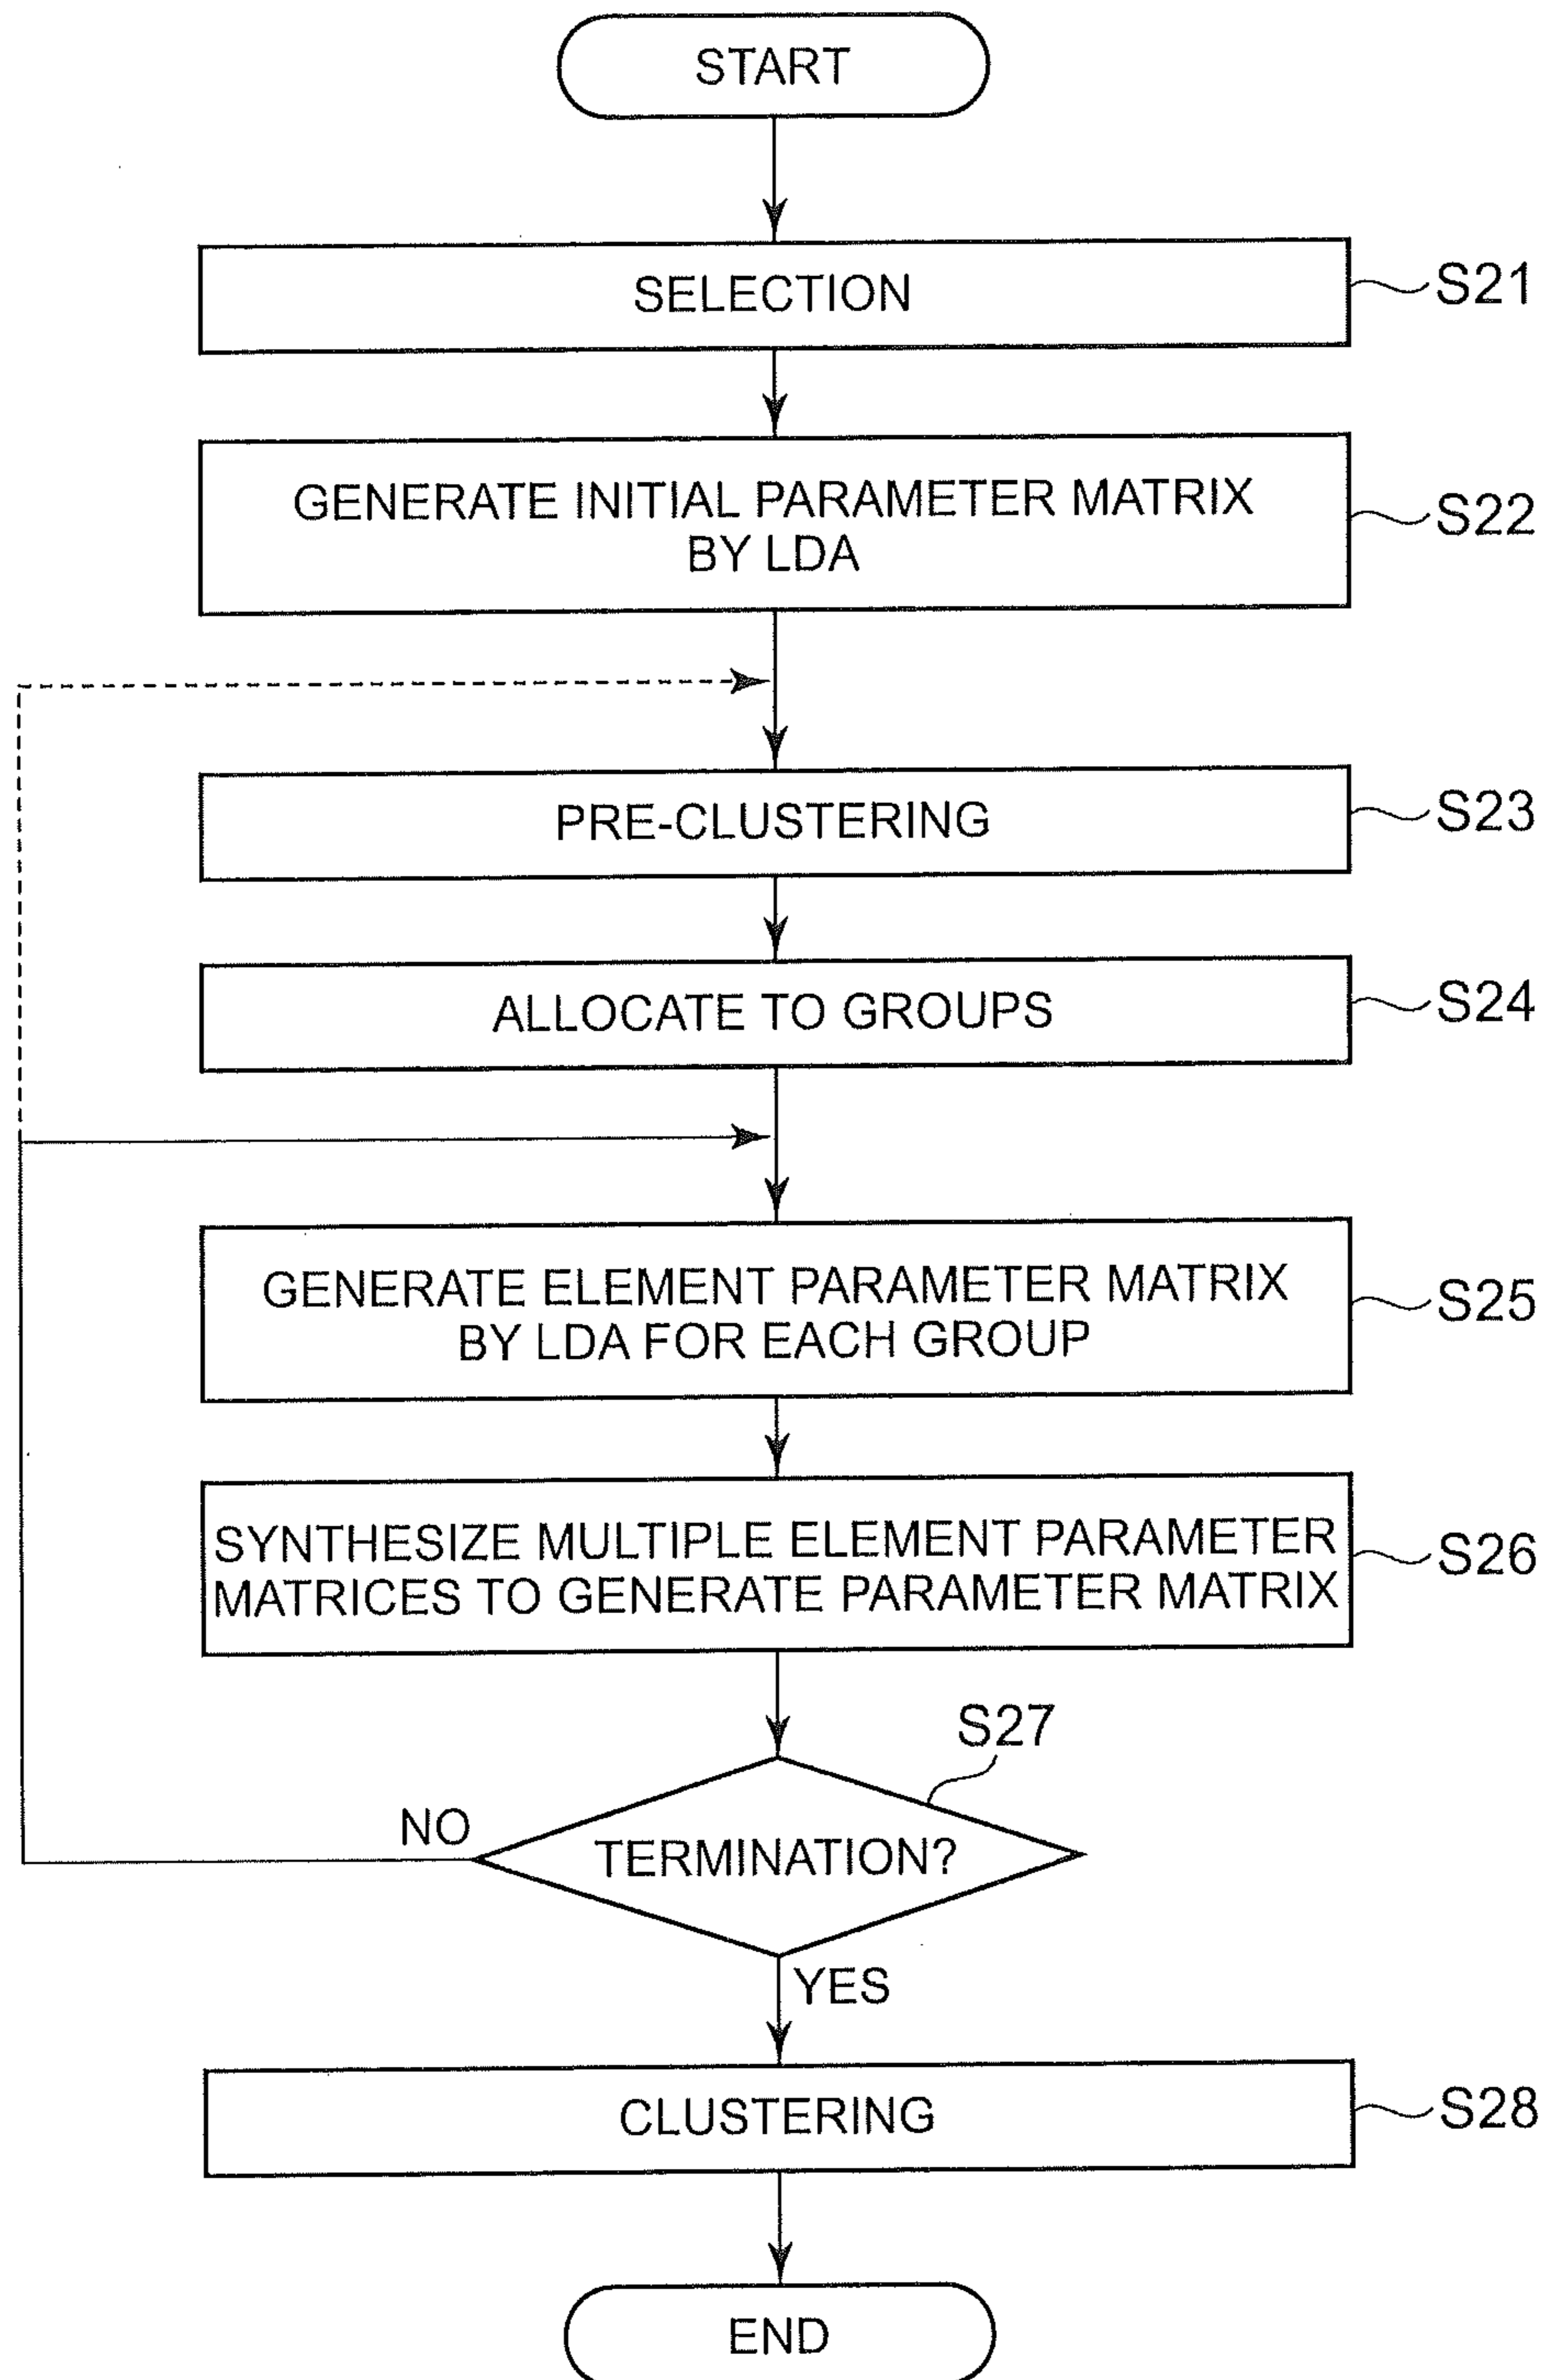 START
SELECTION
S21
GENERATE INITIAL PARAMETER MATRIX
BY LDA
S22
PRE-CLUSTERING
S23
ALLOCATE TO GROUPS
S24
GENERATE ELEMENT PARAMETER MATRIX
BY LDA FOR EACH GROUP
S25
SYNTHESIZE MULTIPLE ELEMENT PARAMETER
MATRICES TO GENERATE PARAMETER MATRIX
S26
S27
NO
TERMINATION?
YES
CLUSTERING
S28
END